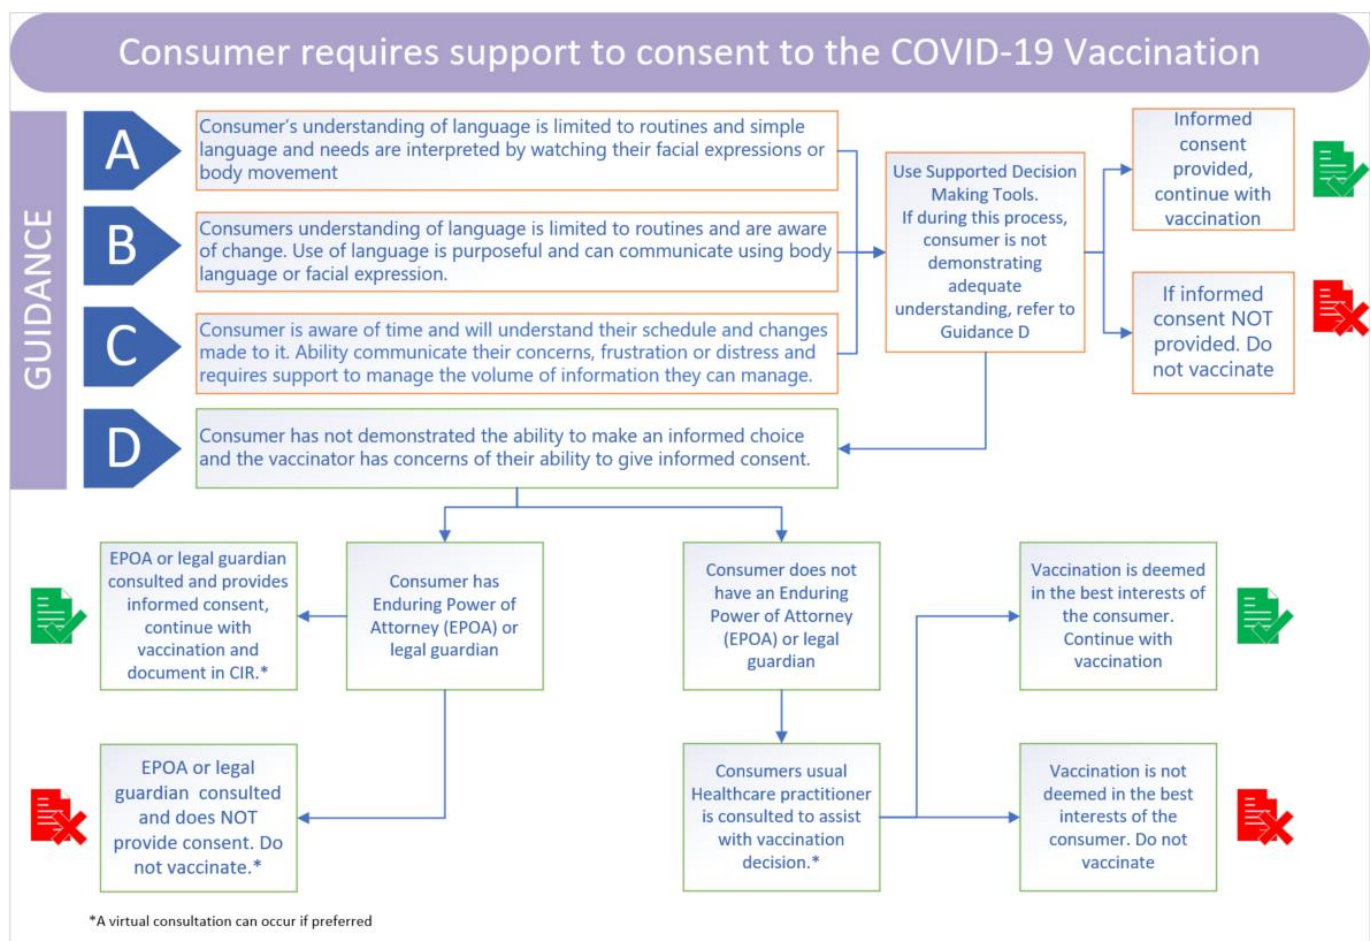 Consumer requires support to consent to the COVID-19 Vaccination
GUIDANCE
A
Consumer's understanding of language is limited to routines and simple
language and needs are interpreted by watching their facial expressions or
body movement
B
Consumers understanding of language is limited to routines and are aware
of change. Use of language is purposeful and can communicate using body
language or facial expression.
C
Consumer is aware of time and will understand their schedule and changes
made to it. Ability communicate their concerns, frustration or distress and
requires support to manage the volume of information they can manage.
D
Consumer has not demonstrated the ability to make an informed choice
and the vaccinator has concerns of their ability to give informed consent.
Use Supported Decision
Making Tools.
If during this process,
consumer is not
demonstrating
adequate
understanding, refer to
Guidance D
Informed
consent
provided,
continue with
vaccination
If informed
consent NOT
provided. Do
not vaccinate
EPOA or legal guardian
consulted and provides
informed consent,
continue with
vaccination and
document in CIR.*
Consumer has
Enduring Power of
Attorney (EPOA) or
legal guardian
Consumer does not
have an Enduring
Power of Attorney
(EPOA) or legal
guardian
Vaccination is deemed
in the best interests of
the consumer.
Continue with
vaccination
EPOA or legal
guardian consulted
and does NOT
provide consent. Do
not vaccinate.*
Consumers usual
Healthcare practitioner
is consulted to assist
with vaccination
decision.*
Vaccination is not
deemed in the best
interests of the
consumer. Do not
vaccinate
*A virtual consultation can occur if preferred